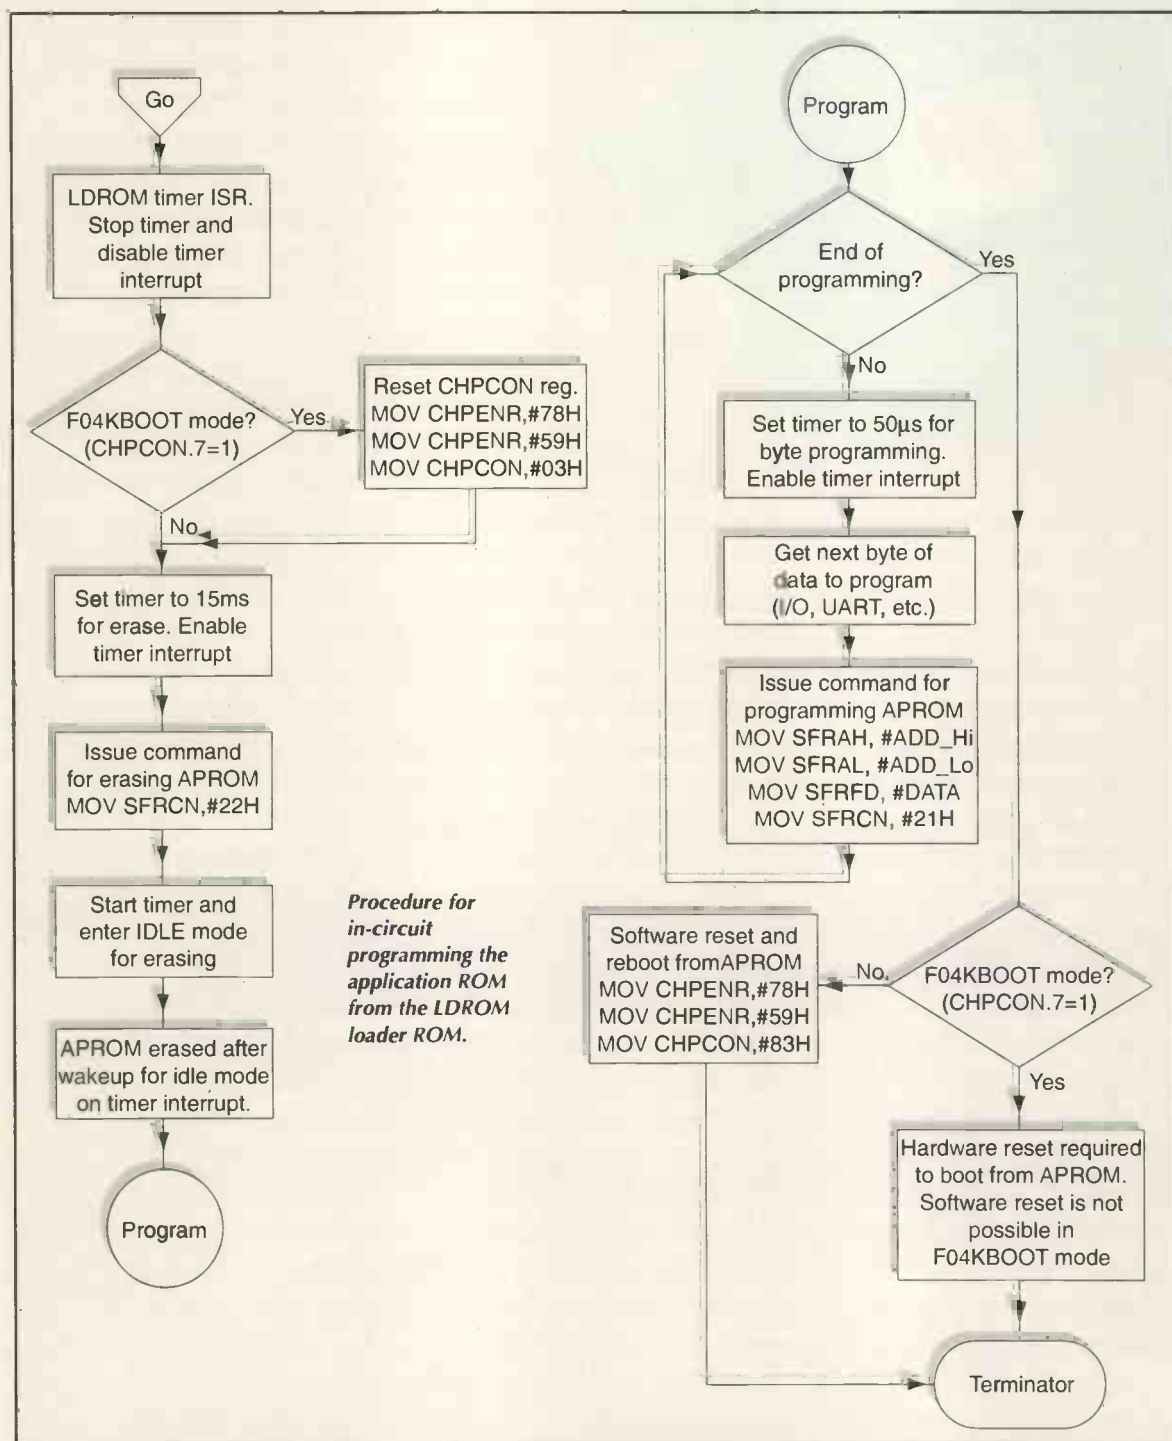 Go
LDROM timer ISR.
Stop timer and
disable timer
interrupt
F04KBOOT mode?
(CHPCON.7=1)
Yes
Reset CHPCON reg.
MOV CHPENR,#78H
MOV CHPENR,#59H
MOV CHPCON,#03H
No
Set timer to 15ms
for erase. Enable
timer interrupt
Issue command
for erasing APROM
MOV SFRCN,#22H
Start timer and
enter IDLE mode
for erasing
APROM erased after
wakeup for idle mode
on timer interrupt.
Program
Procedure for
in-circuit
programming the
application ROM
from the LDROM
loader ROM.
Program
End of
programming?
Yes
No
Set timer to 50µs for
byte programming.
Enable timer interrupt
Get next byte of
data to program
(I/O, UART, etc.)
Issue command for
programming APROM
MOV SFRAH, #ADD_Hi
MOV SFRAL, #ADD_Lo
MOV SFRFD, #DATA
MOV SFRCN, #21H
F04KBOOT mode?
(CHPCON.7=1)
No
Software reset and
reboot fromAPROM
MOV CHPENR,#78H
MOV CHPENR,#59H
MOV CHPCON,#83H
Yes
Hardware reset required
to boot from APROM.
Software reset is not
possible in
F04KBOOT mode
Terminator